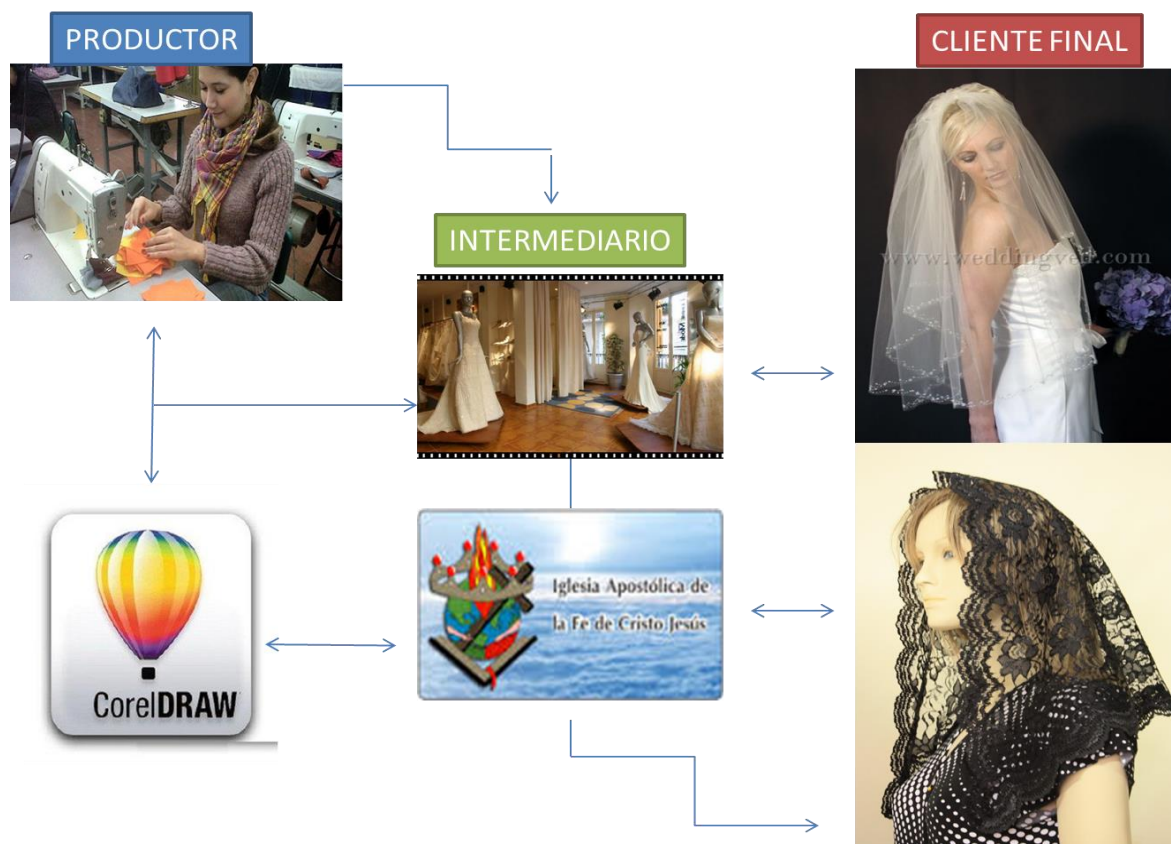 PRODUCTOR
CLIENTE FINAL
INTERMEDIARIO
www.weddingveil.com
CorelDRAW
Iglesia Apostólica de
la Fe de Cristo Jesús